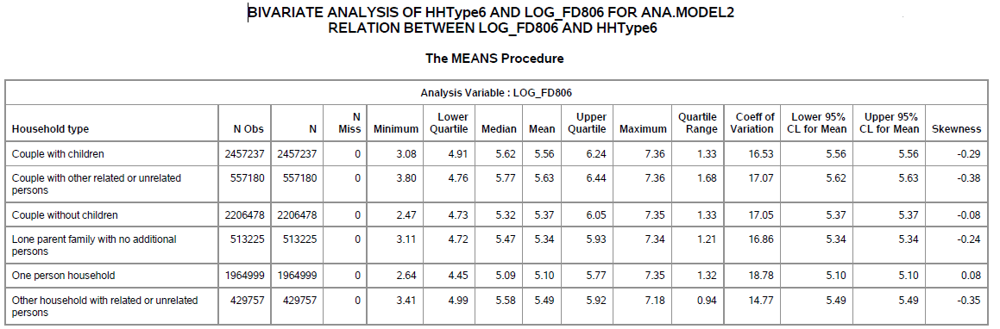 BIVARIATE ANALYSIS OF HHType6 AND LOG_FD806 FOR ANA.MODEL2
RELATION BETWEEN LOG_FD806 AND HHType6
The MEANS Procedure
Analysis Variable : LOG_FD806
Household type N Obs N N Miss Minimum Lower Quartile Median Mean Upper Quartile Maximum Quartile Range Coeff of Variation Lower 95% CL for Mean Upper 95% CL for Mean Skewness
Couple with children 2457237 2457237 0 3.08 4.91 5.62 5.56 6.24 7.36 1.33 16.53 5.56 5.56 -0.29
Couple with other related or unrelated persons 557180 557180 0 3.80 4.76 5.77 5.63 6.44 7.36 1.68 17.07 5.62 5.63 -0.38
Couple without children 2206478 2206478 0 2.47 4.73 5.32 5.37 6.05 7.35 1.33 17.05 5.37 5.37 -0.08
Lone parent family with no additional persons 513225 513225 0 3.11 4.72 5.47 5.34 5.93 7.34 1.21 16.86 5.34 5.34 -0.24
One person household 1964999 1964999 0 2.64 4.45 5.09 5.10 5.77 7.35 1.32 18.78 5.10 5.10 0.08
Other household with related or unrelated persons 429757 429757 0 3.41 4.99 5.58 5.49 5.92 7.18 0.94 14.77 5.49 5.49 -0.35